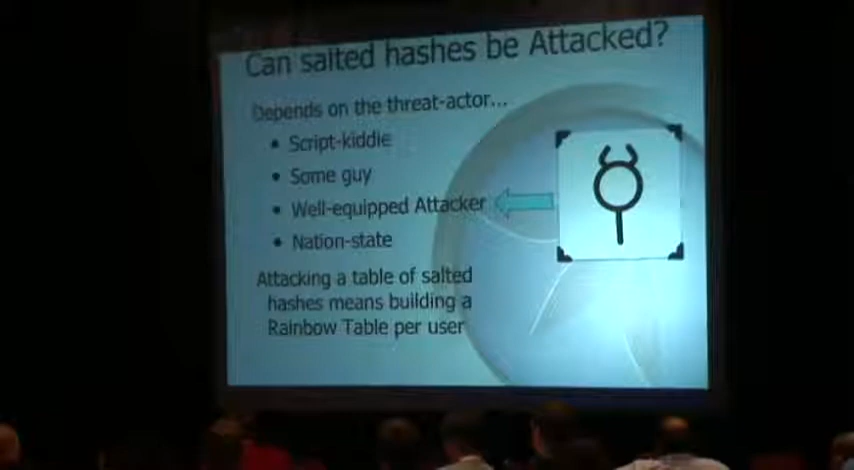 Can salted hashes be Attacked?
Depends on the threat-actor...
• Script-kiddie
• Some guy
• Well-equipped Attacker
• Nation-state
Attacking a table of salted
hashes means building a
Rainbow Table per user